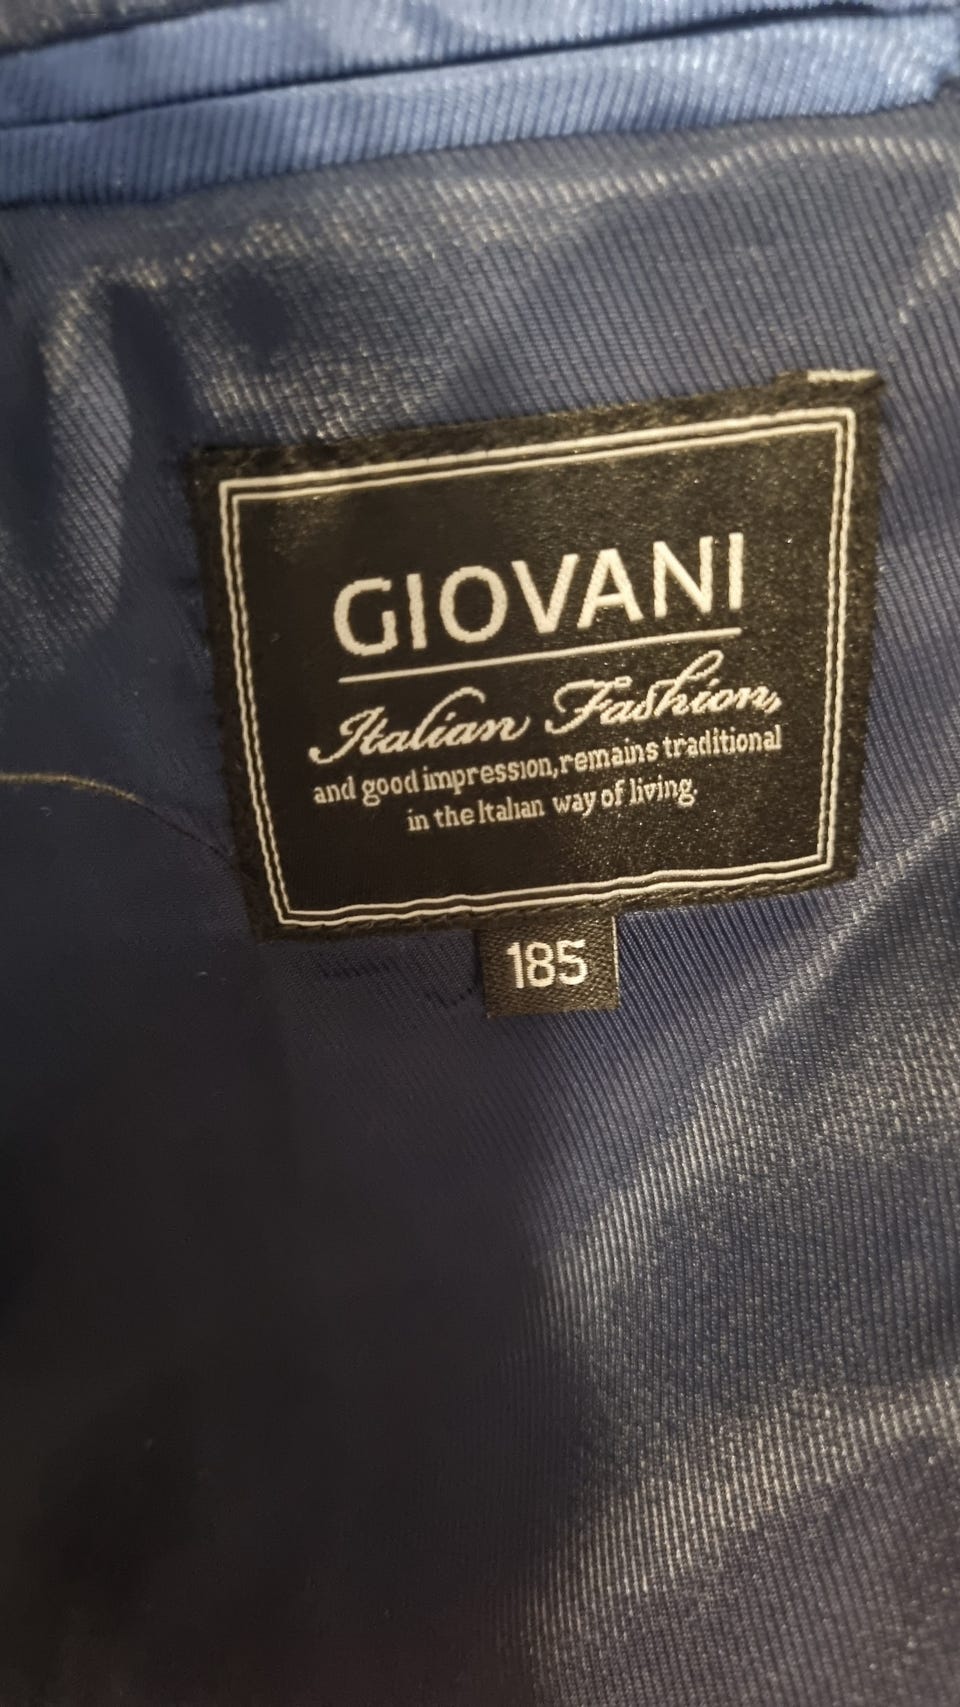 GIOVANI
Italian Fashion,
and good impression,remains traditional
in the Italian way of living
185